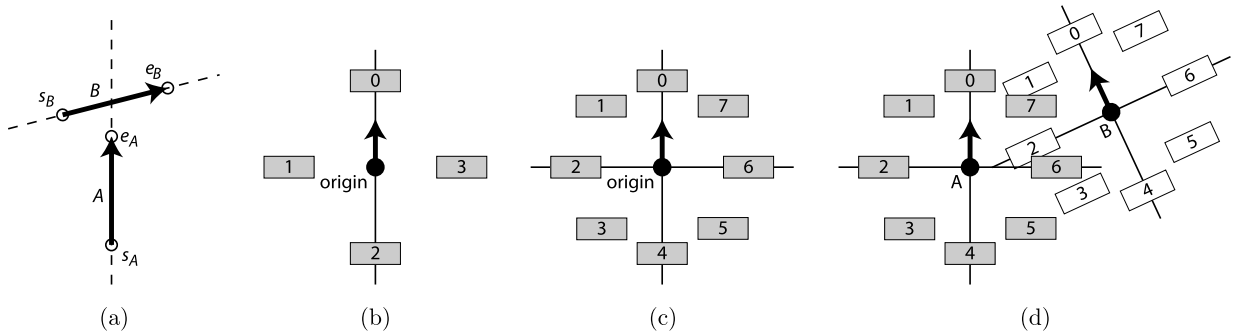 s_B B e_B
e_A
A
s_A
(a)
0
1 3
origin
2
(b)
0
1 7
2 6
origin
3 5
4
(c)
0
1 7
2 6
A
3 5
4
0 7
1 6
B
2 5
3 4
(d)